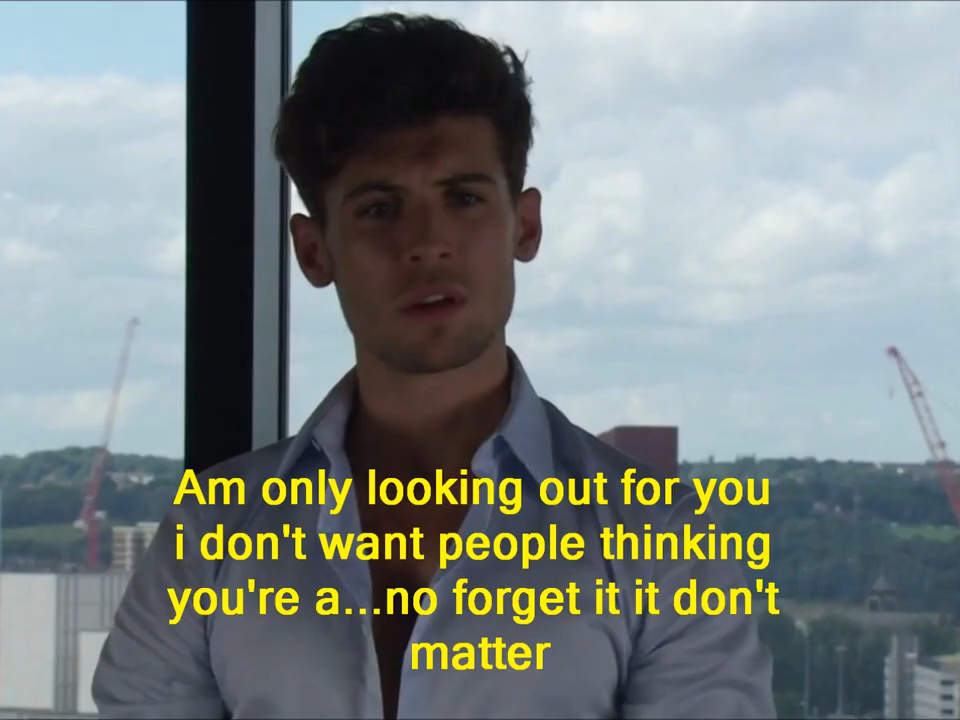 Am only looking out for you
i don't want people thinking
you're a...no forget it it don't
matter